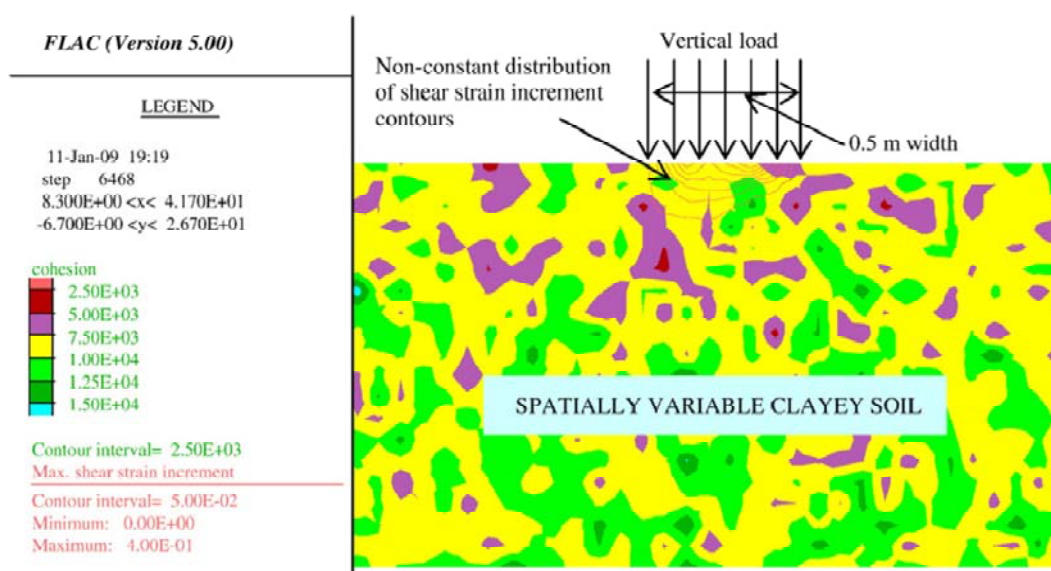 FLAC (Version 5.00)
LEGEND
11-Jan-09 19:19
step 6468
8.300E+00 <x< 4.170E+01
-6.700E+00 <y< 2.670E+01
cohesion
2.50E+03
5.00E+03
7.50E+03
1.00E+04
1.25E+04
1.50E+04
Contour interval= 2.50E+03
Max. shear strain increment
Contour interval= 5.00E-02
Minimum: 0.00E+00
Maximum: 4.00E-01
Vertical load
Non-constant distribution
of shear strain increment
contours
0.5 m width
SPATIALLY VARIABLE CLAYEY SOIL